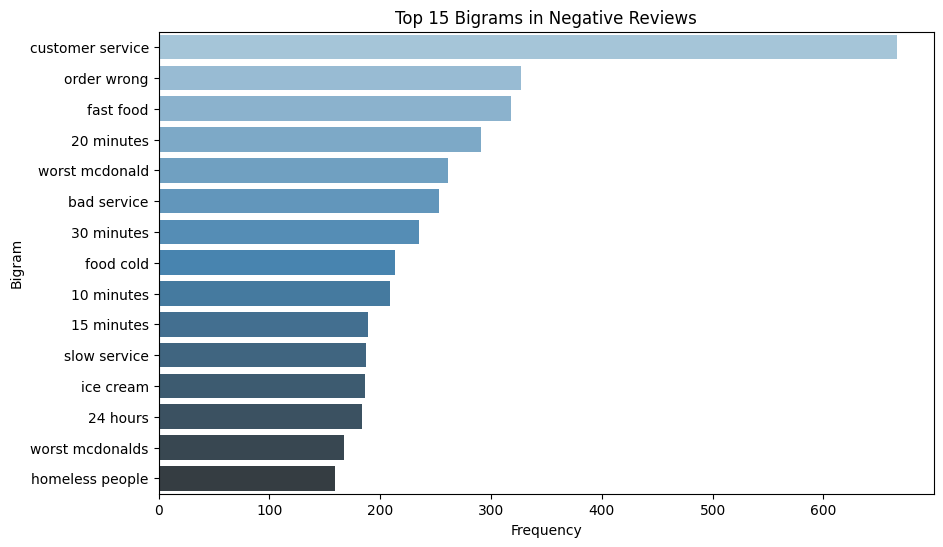 Top 15 Bigrams in Negative Reviews
Bigram
customer service
order wrong
fast food
20 minutes
worst mcdonald
bad service
30 minutes
food cold
10 minutes
15 minutes
slow service
ice cream
24 hours
worst mcdonalds
homeless people
0 100 200 300 400 500 600
Frequency